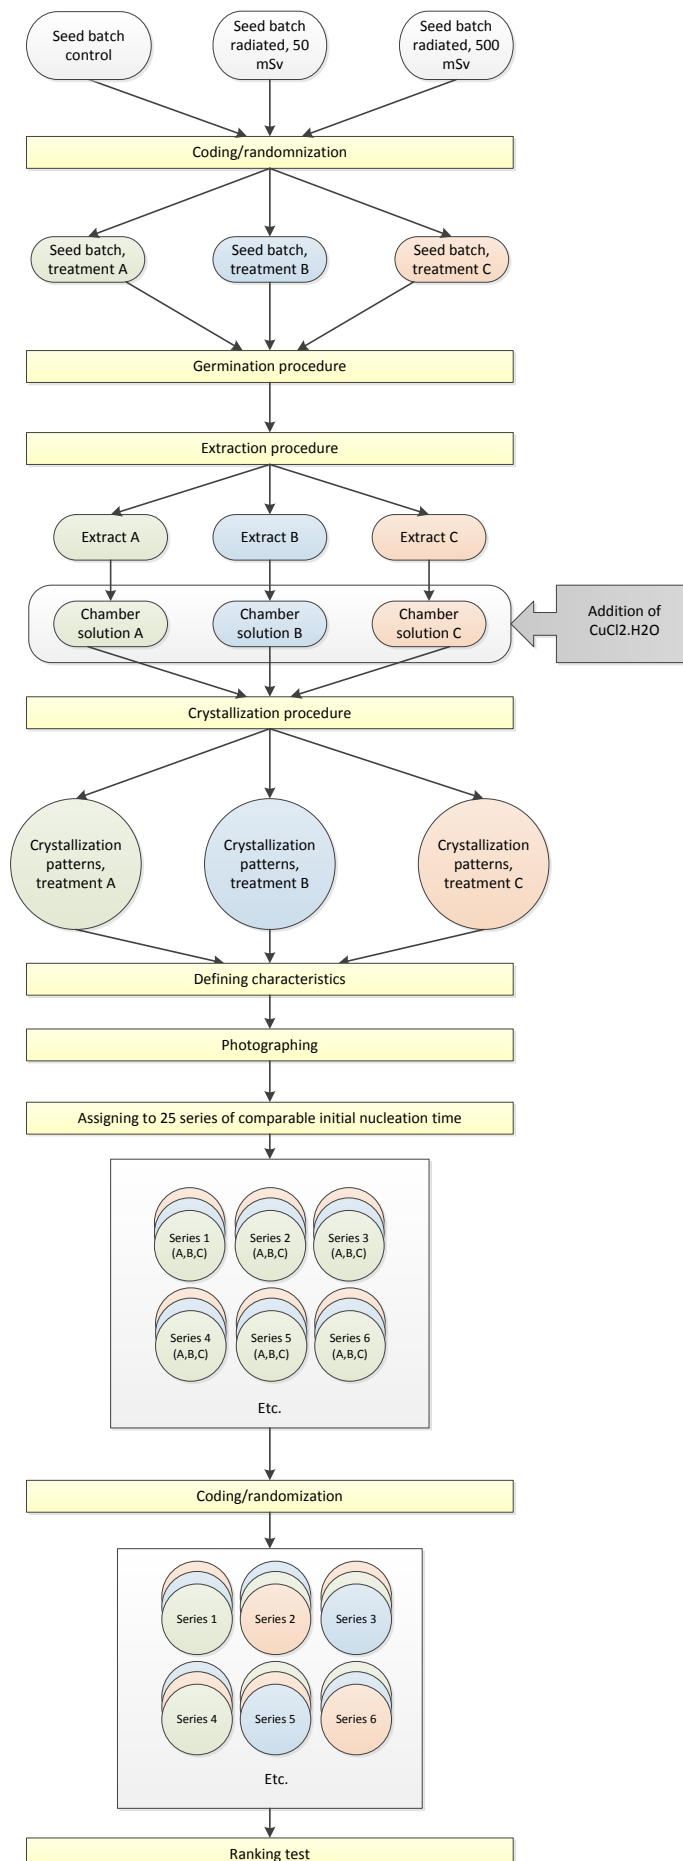 Seed batch
control
Seed batch
radiated, 50
mSv
Seed batch
radiated, 500
mSv
Coding/randomnization
Seed batch,
treatment A
Seed batch,
treatment B
Seed batch,
treatment C
Germination procedure
Extraction procedure
Extract A
Extract B
Extract C
Chamber
solution A
Chamber
solution B
Chamber
solution C
Addition of
CuCl2.H2O
Crystallization procedure
Crystallization
patterns,
treatment A
Crystallization
patterns,
treatment B
Crystallization
patterns,
treatment C
Defining characteristics
Photographing
Assigning to 25 series of comparable initial nucleation time
Series 1
(A,B,C)
Series 2
(A,B,C)
Series 3
(A,B,C)
Series 4
(A,B,C)
Series 5
(A,B,C)
Series 6
(A,B,C)
Etc.
Coding/randomization
Series 1
Series 2
Series 3
Series 4
Series 5
Series 6
Etc.
Ranking test